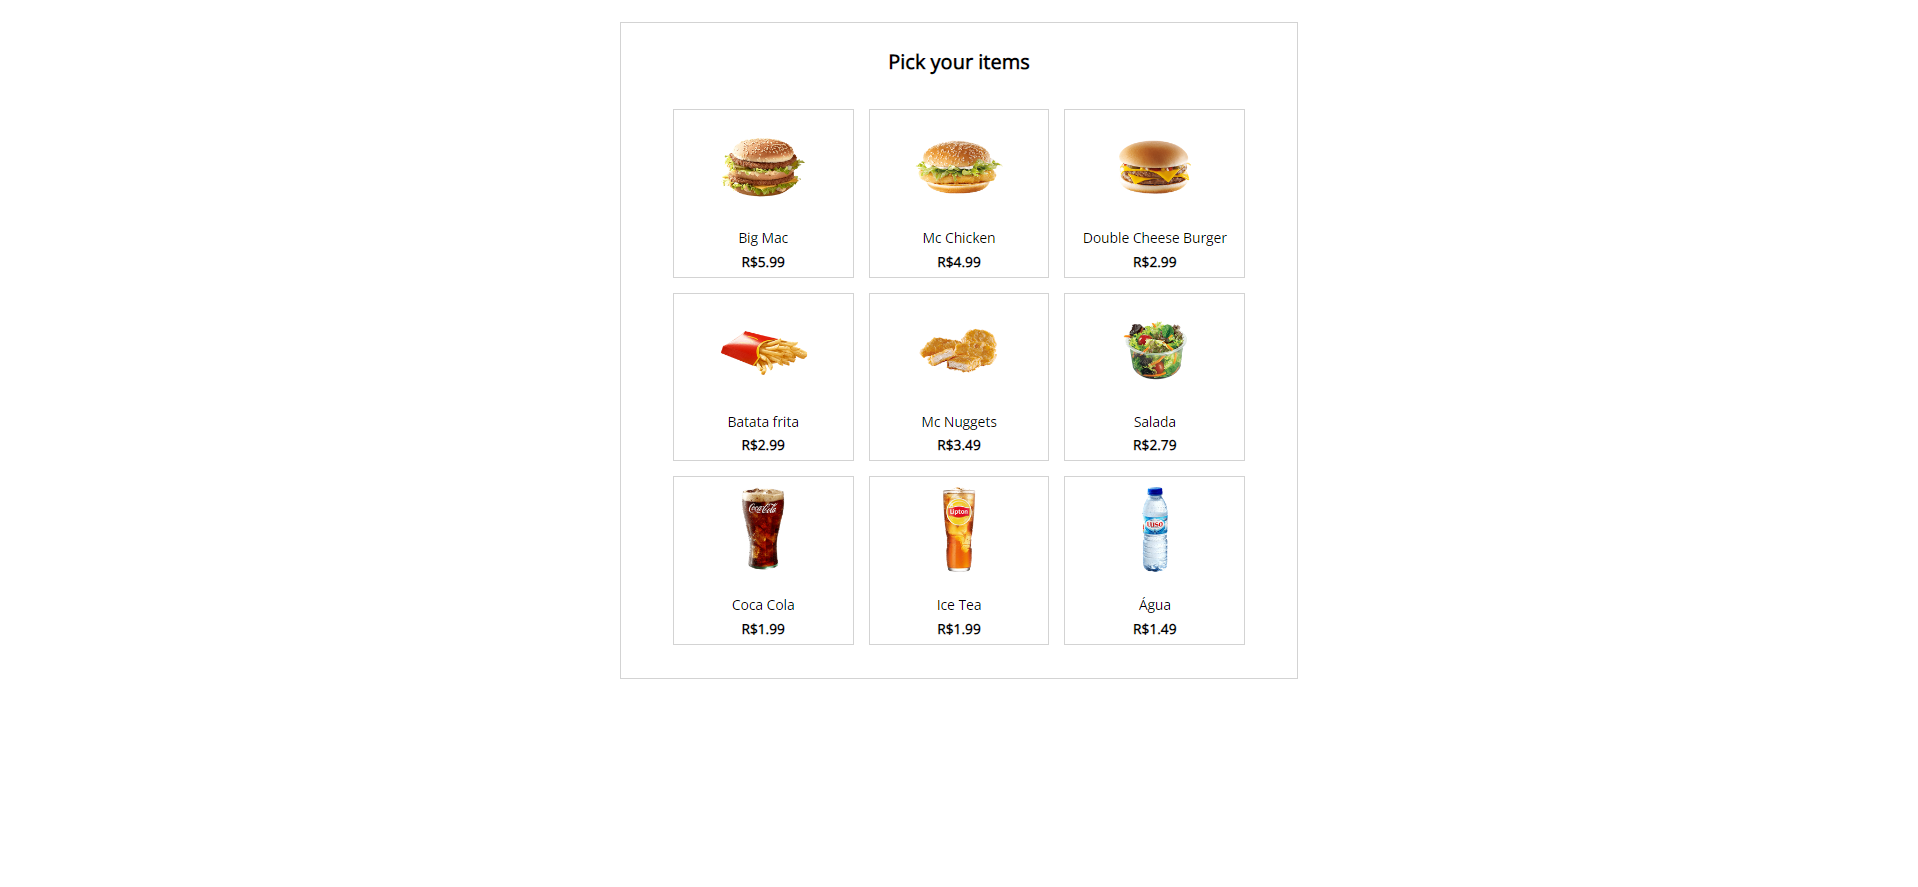 Pick your items
Big Mac
R$5.99
Mc Chicken
R$4.99
Double Cheese Burger
R$2.99
Batata frita
R$2.99
Mc Nuggets
R$3.49
Salada
R$2.79
Coca-Cola
Coca Cola
R$1.99
Lipton
Ice Tea
R$1.99
LUSO
Água
R$1.49